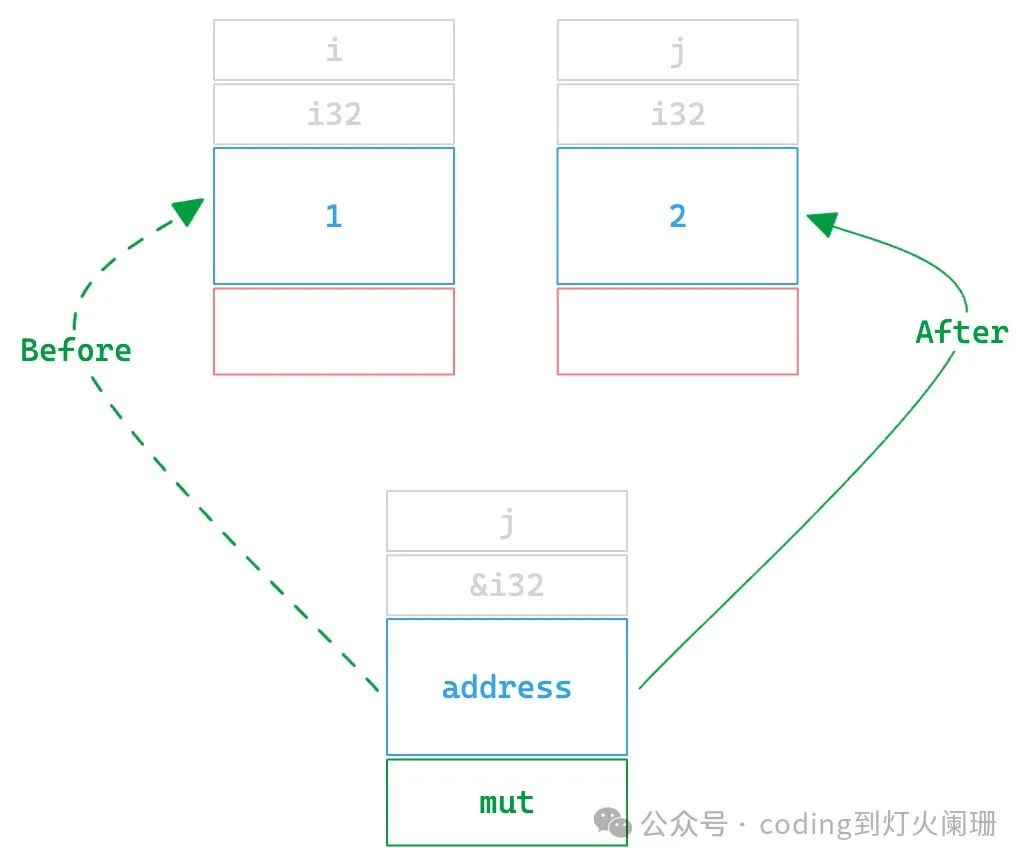 i
j
i32
i32
1
2
Before
After
j
&i32
address
mut
公众号 · coding到灯火阑珊